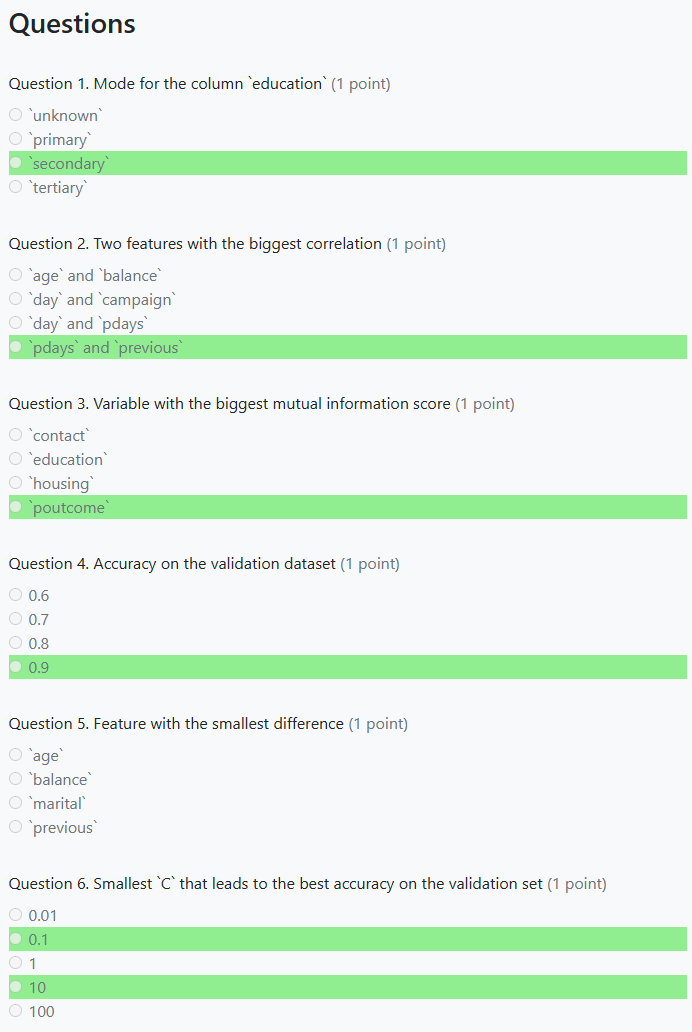 Questions
Question 1. Mode for the column `education` (1 point)
`unknown`
`primary`
`secondary`
`tertiary`
Question 2. Two features with the biggest correlation (1 point)
`age` and `balance`
`day` and `campaign`
`day` and `pdays`
`pdays` and `previous`
Question 3. Variable with the biggest mutual information score (1 point)
`contact`
`education`
`housing`
`poutcome`
Question 4. Accuracy on the validation dataset (1 point)
0.6
0.7
0.8
0.9
Question 5. Feature with the smallest difference (1 point)
`age`
`balance`
`marital`
`previous`
Question 6. Smallest `C` that leads to the best accuracy on the validation set (1 point)
0.01
0.1
1
10
100